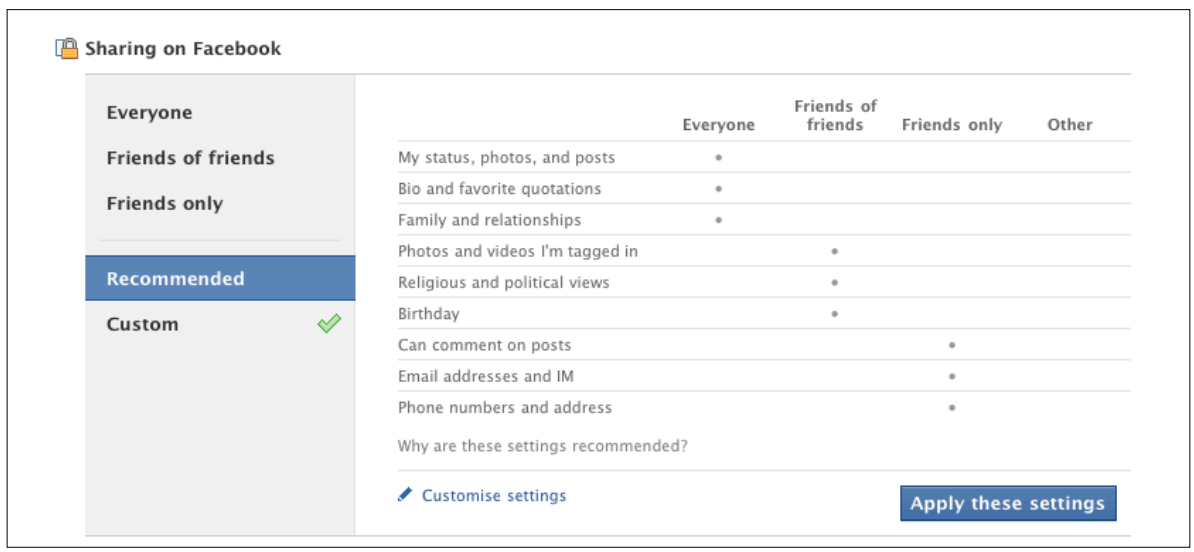 Sharing on Facebook
Everyone
Friends of friends
Friends only
Recommended
Custom
Everyone Friends of friends Friends only Other
My status, photos, and posts
Bio and favorite quotations
Family and relationships
Photos and videos I'm tagged in
Religious and political views
Birthday
Can comment on posts
Email addresses and IM
Phone numbers and address
Why are these settings recommended?
Customise settings
Apply these settings